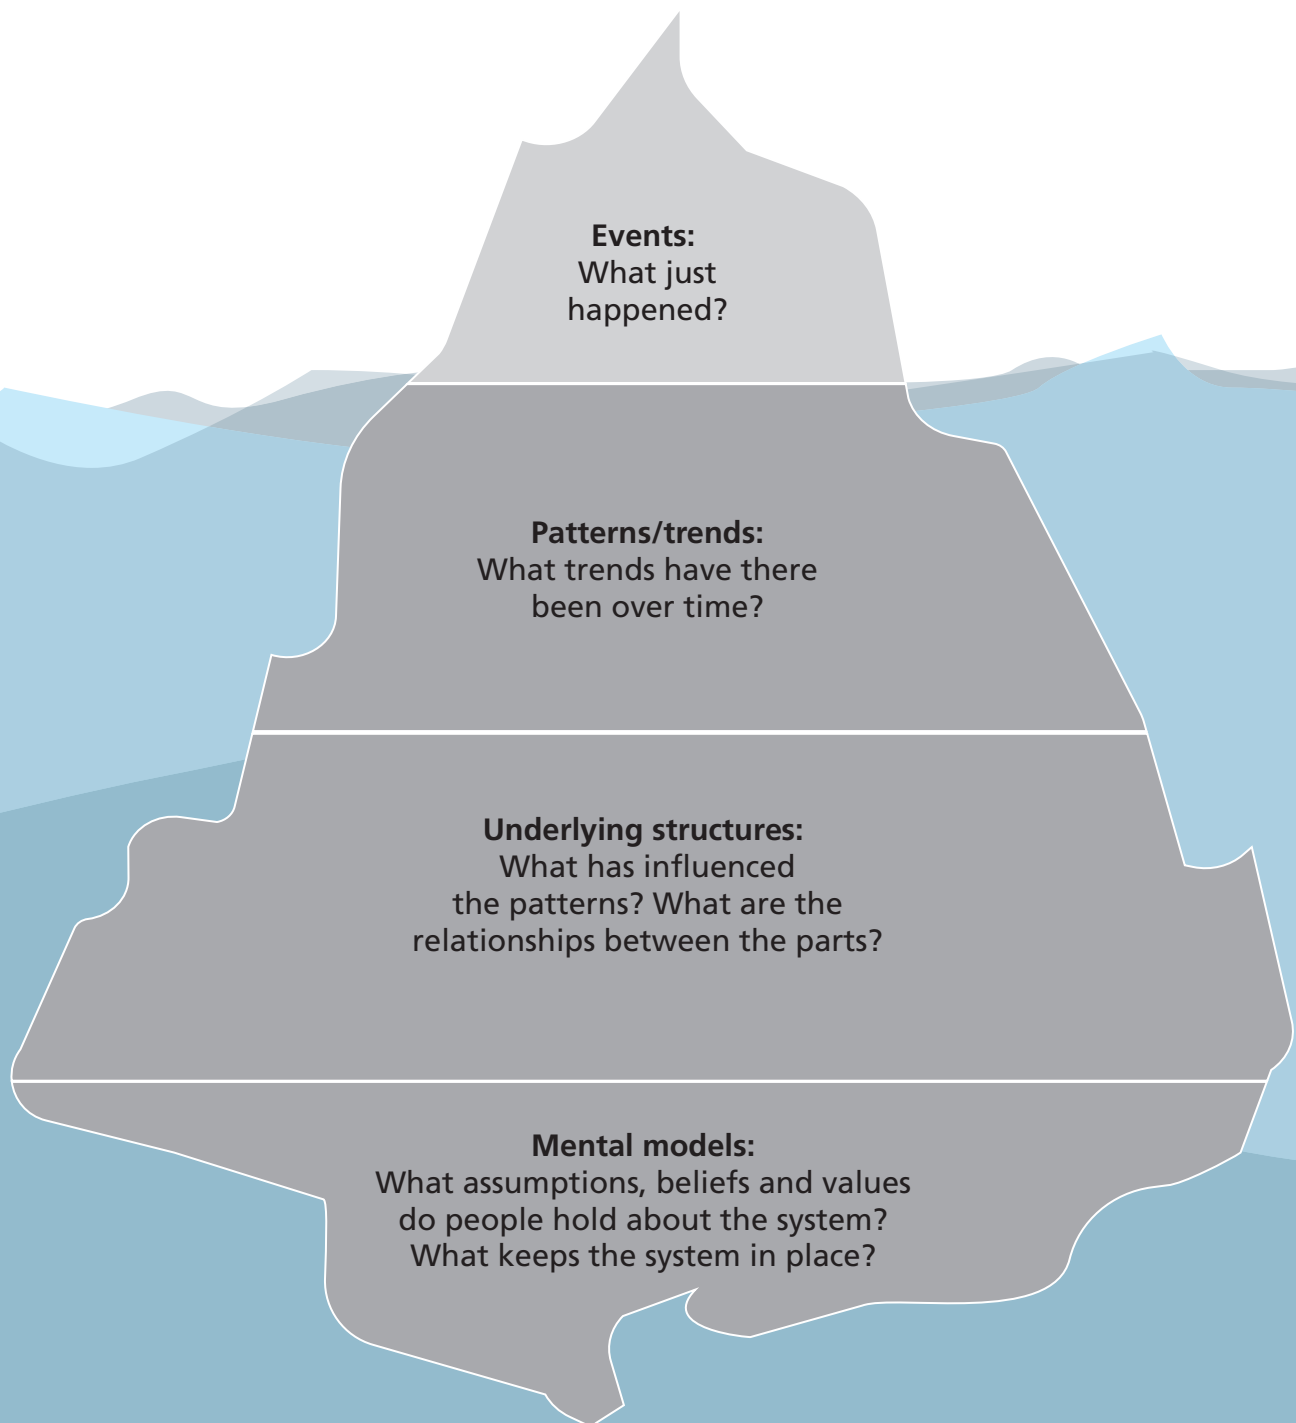 Events:
What just
happened?
Patterns/trends:
What trends have there
been over time?
Underlying structures:
What has influenced
the patterns? What are the
relationships between the parts?
Mental models:
What assumptions, beliefs and values
do people hold about the system?
What keeps the system in place?